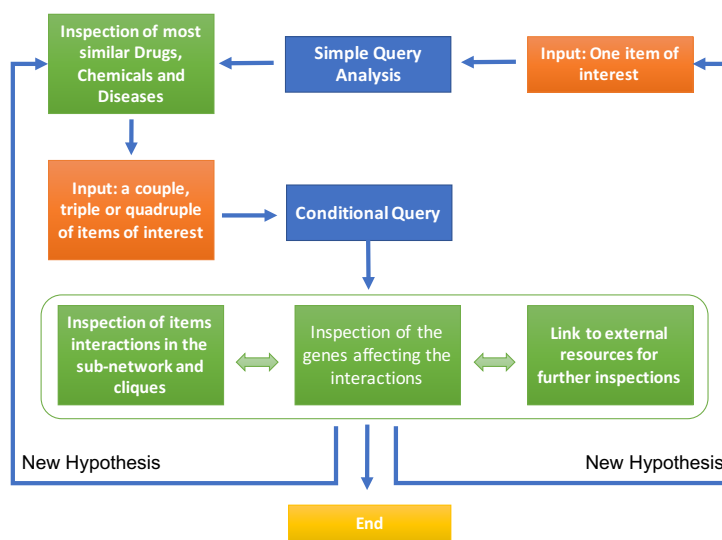 Inspection of most
similar Drugs,
Chemicals and
Diseases
Simple Query
Analysis
Input: One item of
interest
Input: a couple,
triple or quadruple
of items of interest
Conditional Query
Inspection of items
interactions in the
sub-network and
cliques
Inspection of the
genes affecting the
interactions
Link to external
resources for
further inspections
New Hypothesis
New Hypothesis
End